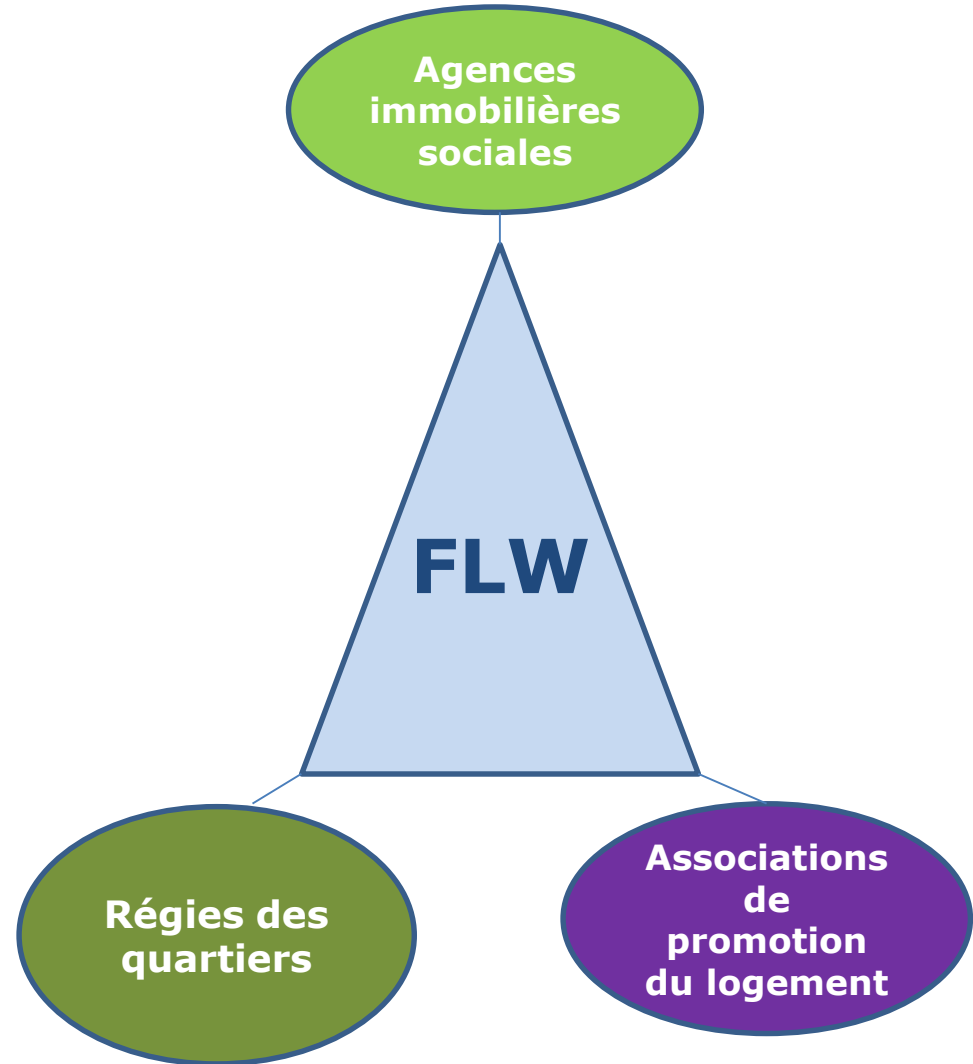 Agences
immobilières
sociales
FLW
Régies des
quartiers
Associations
de
promotion
du logement